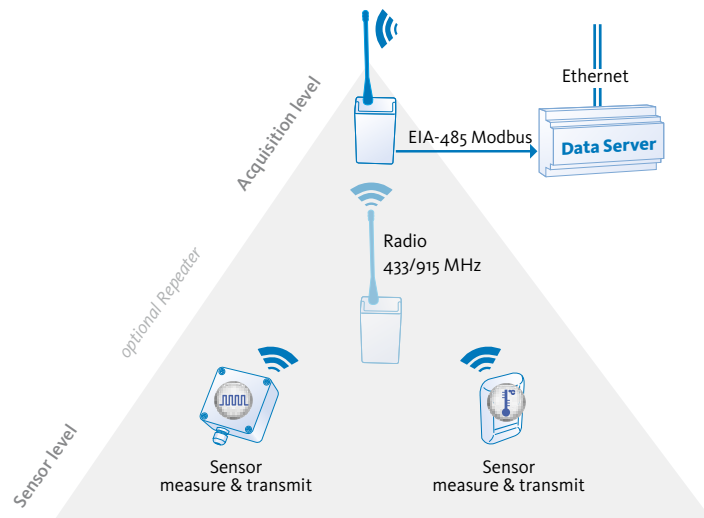 Ethernet
Acquisition level
EIA-485 Modbus
Data Server
Radio
433/915 MHz
optional Repeater
Sensor level
Sensor
measure & transmit
Sensor
measure & transmit